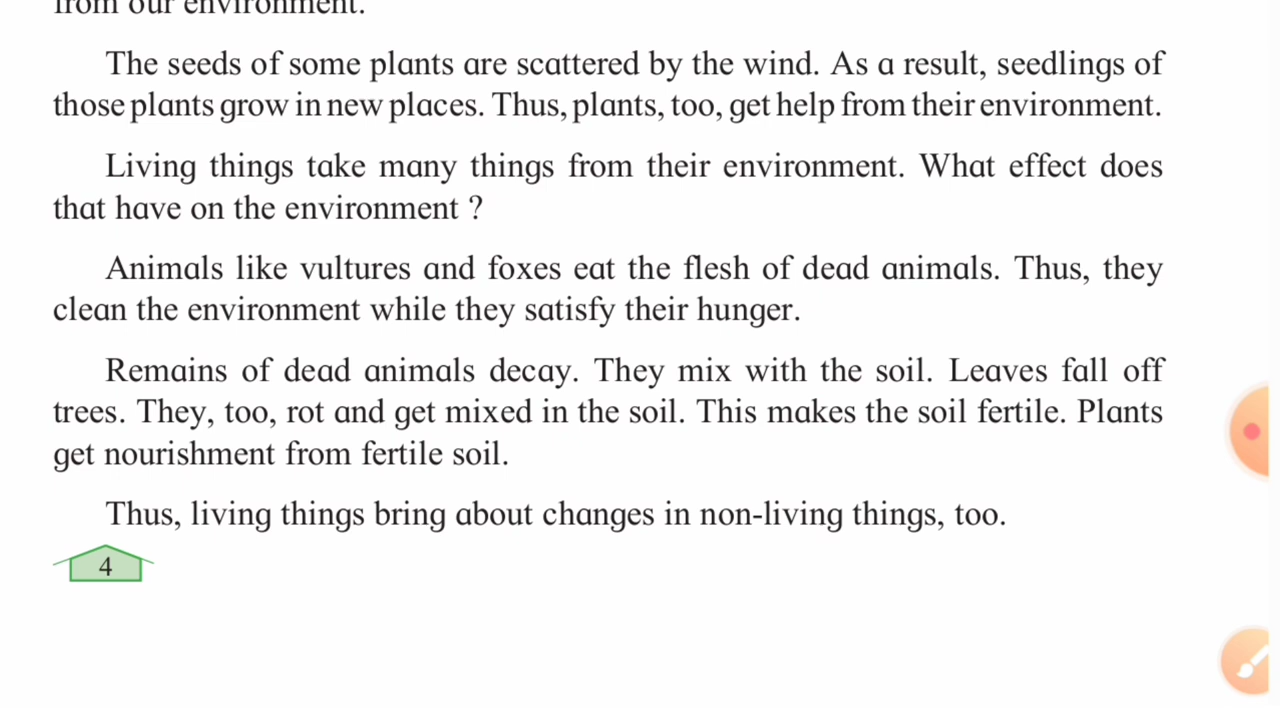 from our environment.
The seeds of some plants are scattered by the wind. As a result, seedlings of
those plants grow in new places. Thus, plants, too, get help from their environment.
Living things take many things from their environment. What effect does
that have on the environment ?
Animals like vultures and foxes eat the flesh of dead animals. Thus, they
clean the environment while they satisfy their hunger.
Remains of dead animals decay. They mix with the soil. Leaves fall off
trees. They, too, rot and get mixed in the soil. This makes the soil fertile. Plants
get nourishment from fertile soil.
Thus, living things bring about changes in non-living things, too.
4